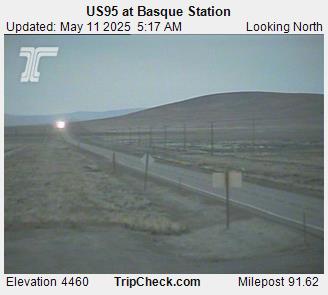 US95 at Basque Station
Updated: May 11 2025 5:17 AM Looking North
Elevation 4460 TripCheck.com Milepost 91.62